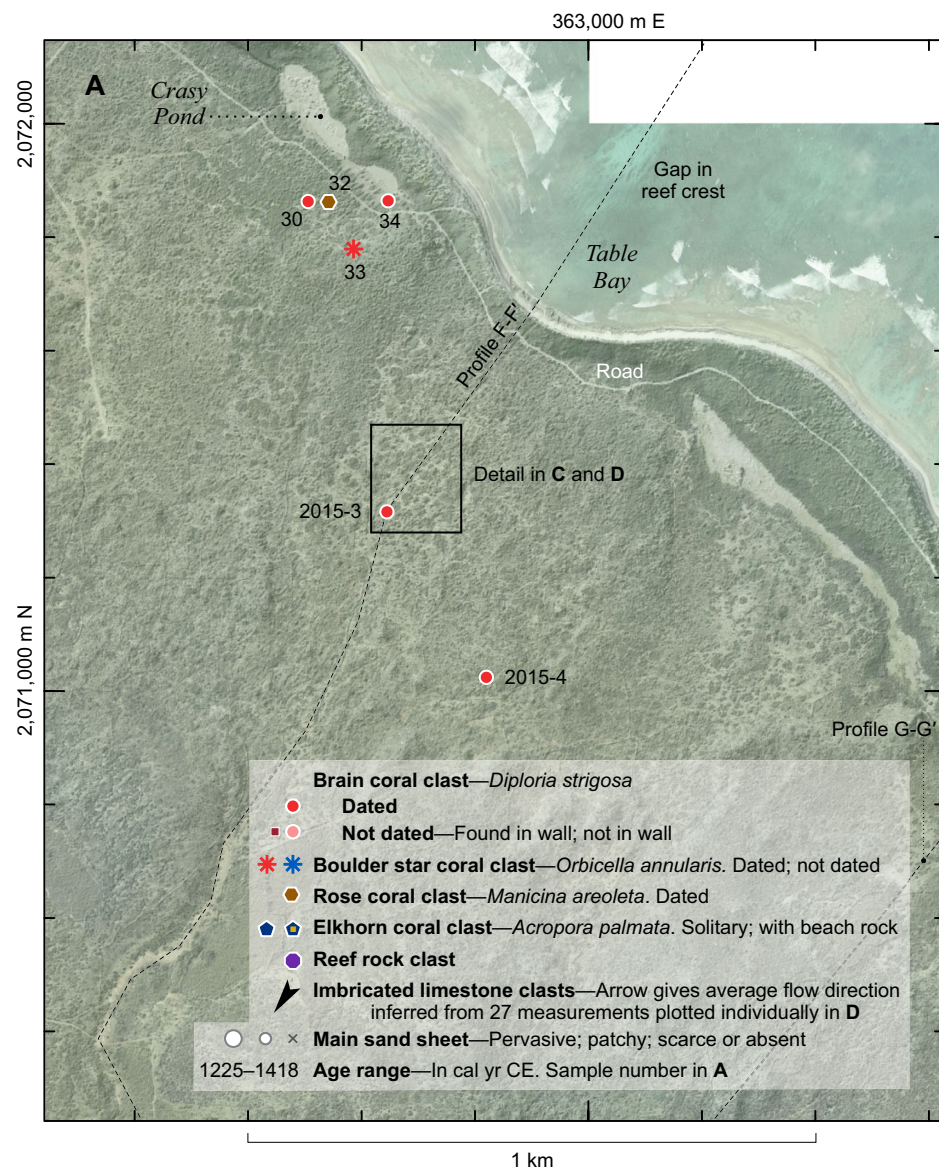 363,000 m E
A
Crasy
Pond
2,072,000
Gap in
reef crest
32
30
34
33
Table
Bay
Profile F-F′
Road
Detail in C and D
2015-3
2,071,000 m N
2015-4
Profile G-G′
Brain coral clast—Diploria strigosa
Dated
Not dated—Found in wall; not in wall
Boulder star coral clast—Orbicella annularis. Dated; not dated
Rose coral clast—Manicina areoleta. Dated
Elkhorn coral clast—Acropora palmata. Solitary; with beach rock
Reef rock clast
Imbricated limestone clasts—Arrow gives average flow direction
inferred from 27 measurements plotted individually in D
Main sand sheet—Pervasive; patchy; scarce or absent
1225–1418 Age range—In cal yr CE. Sample number in A
1 km